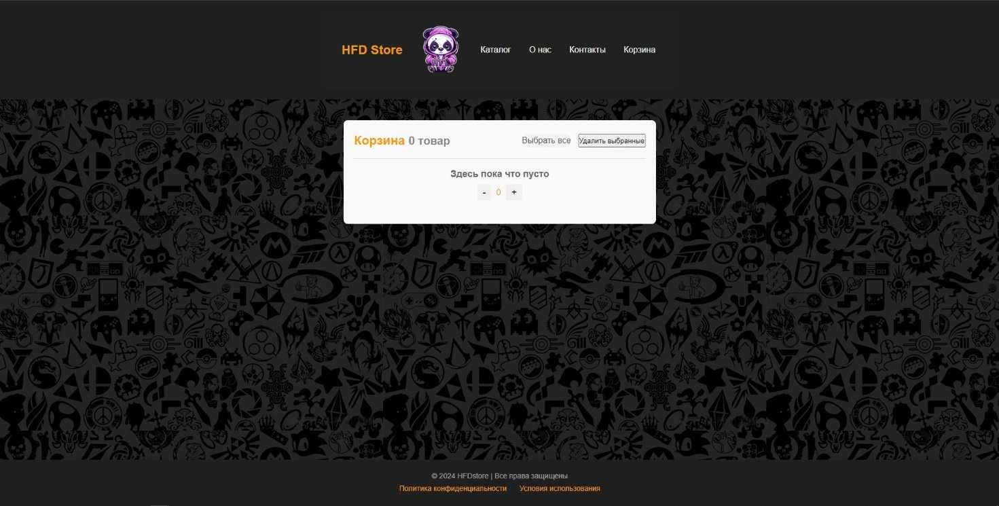 HFD Store
Каталог О нас Контакты Корзина
Корзина 0 товар
Выбрать все Удалить выбранные
Здесь пока что пусто
- 0 +
© 2024 HFDstore | Все права защищены
Политика конфиденциальности Условия использования